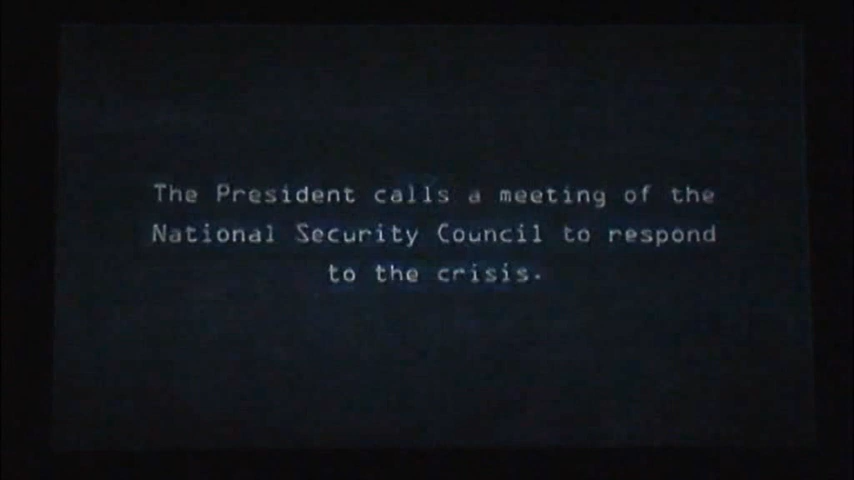 The President calls a meeting of the
National Security Council to respond
to the crisis.